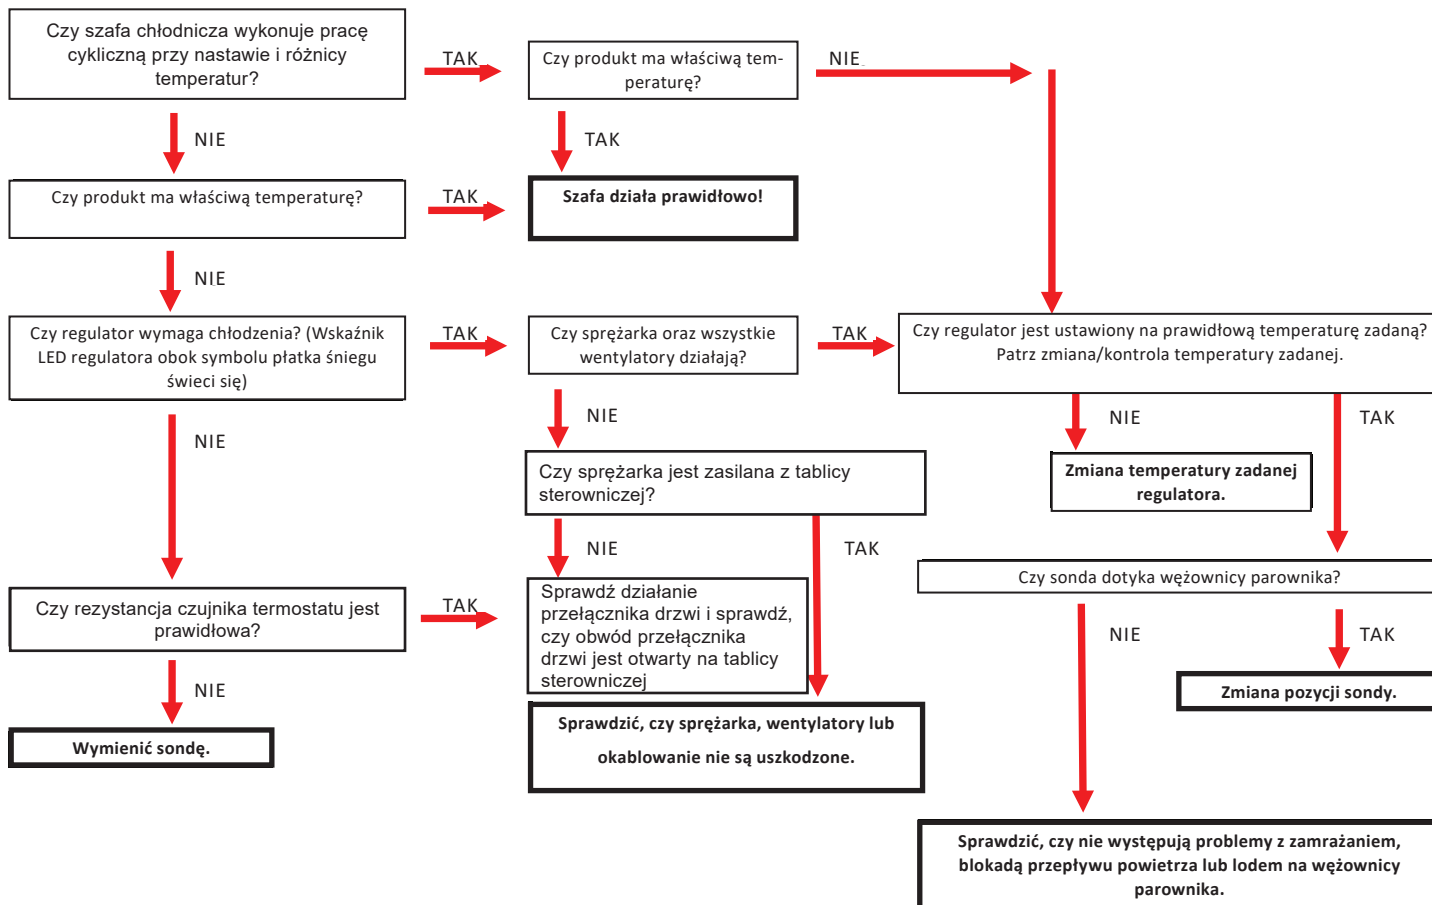 Czy szafa chłodnicza wykonuje pracę
cykliczną przy nastawie i różnicy
temperatur?
TAK
Czy produkt ma właściwą tem-
peraturę?
NIE
NIE
TAK
Czy produkt ma właściwą temperaturę?
TAK
Szafa działa prawidłowo!
NIE
Czy regulator wymaga chłodzenia? (Wskaźnik
LED regulatora obok symbolu płatka śniegu
świeci się)
TAK
Czy sprężarka oraz wszystkie
wentylatory działają?
TAK
Czy regulator jest ustawiony na prawidłową temperaturę zadaną?
Patrz zmiana/kontrola temperatury zadanej.
NIE
NIE
NIE
TAK
Czy sprężarka jest zasilana z tablicy
sterowniczej?
Zmiana temperatury zadanej
regulatora.
NIE
TAK
Czy sonda dotyka wężownicy parownika?
Czy rezystancja czujnika termostatu jest
prawidłowa?
TAK
Sprawdź działanie
przełącznika drzwi i sprawdź,
czy obwód przełącznika
drzwi jest otwarty na tablicy
sterowniczej
NIE
TAK
NIE
Zmiana pozycji sondy.
Wymienić sondę.
Sprawdzić, czy sprężarka, wentylatory lub
okablowanie nie są uszkodzone.
Sprawdzić, czy nie występują problemy z zamrażaniem,
blokadą przepływu powietrza lub lodem na wężownicy
parownika.